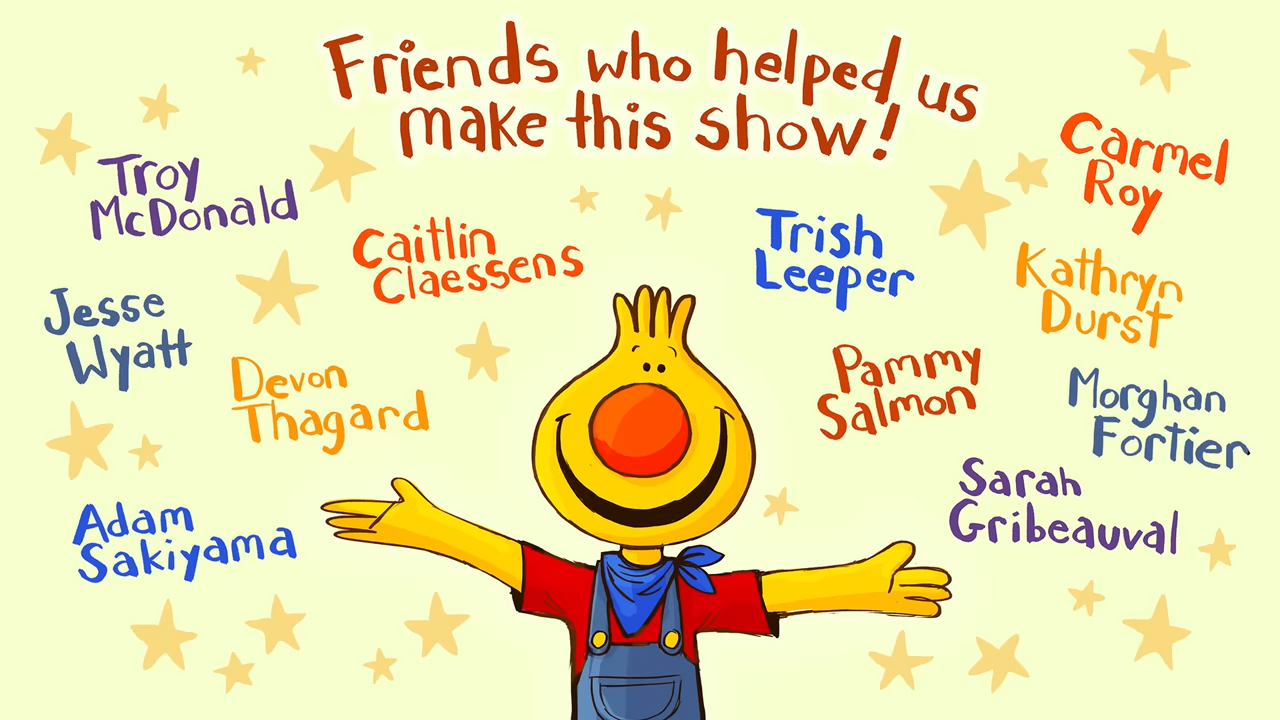 Friends who helped us
make this show!
Troy
McDonald
Caitlin
Claessens
Trish
Leeper
Carmel
Roy
Jesse
Wyatt
Devon
Thagard
Pammy
Salmon
Kathryn
Durst
Morghan
Fortier
Adam
Sakiyama
Sarah
Gribeauval